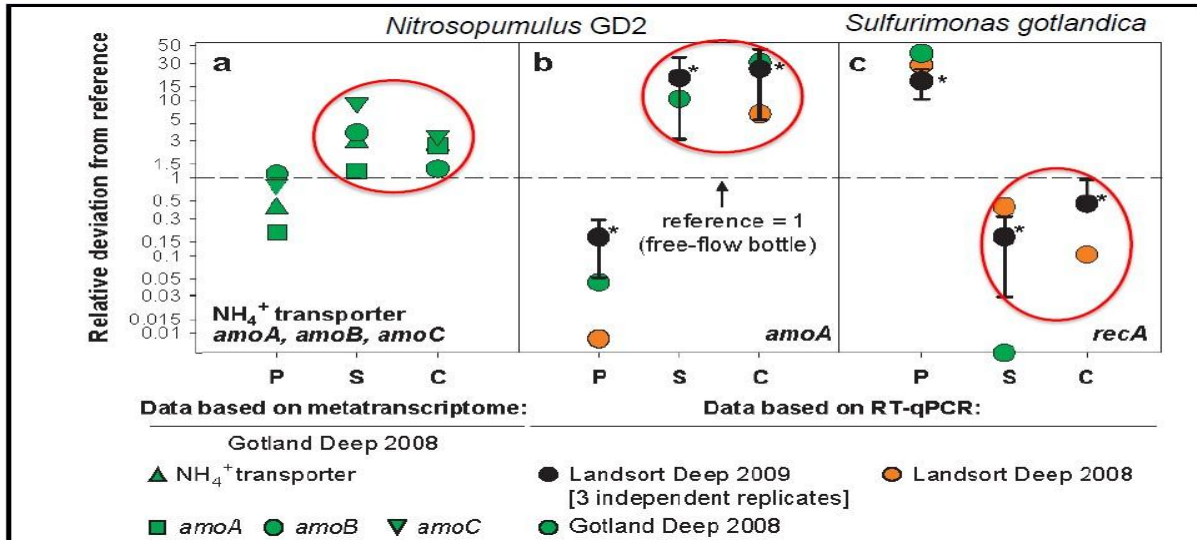 Nitrosopumulus GD2 Sulfurimonas gotlandica
Relative deviation from reference
50
30
15
10
5
3
1.5
1
0.5
0.3
0.15
0.1
0.05
0.03
0.015
0.01
a
NH₄⁺ transporter
amoA, amoB, amoC
b
* *
reference = 1
(free-flow bottle)
*
amoA
c
*
* *
recA
P S C P S C P S C
Data based on metatranscriptome: Data based on RT-qPCR:
Gotland Deep 2008
NH₄⁺ transporter Landsort Deep 2009 Landsort Deep 2008
[3 independent replicates]
amoA amoB amoC Gotland Deep 2008